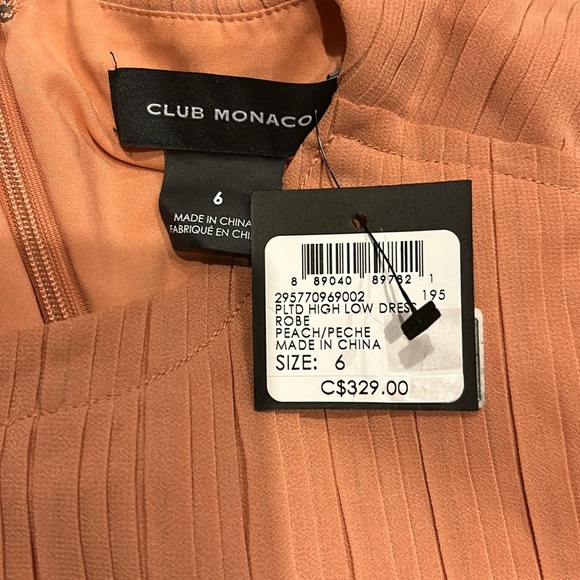 CLUB MONACO
6
MADE IN CHINA
FABRIQUÉ EN CHI
8 89040 89782 1
295770969002 195
PLTD HIGH LOW DRESS
ROBE
PEACH/PECHE
MADE IN CHINA
SIZE: 6
C$329.00